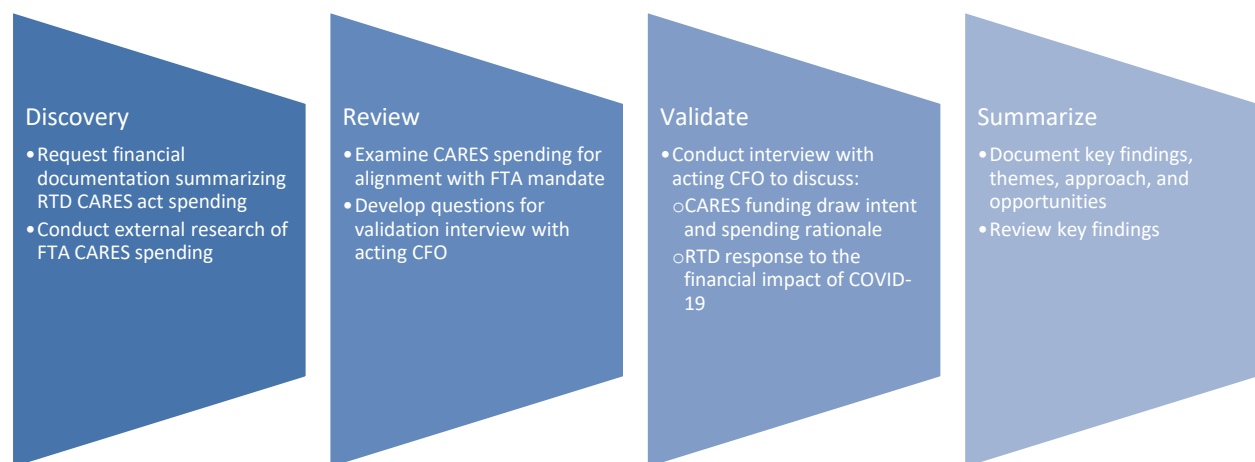 Discovery
•Request financial
documentation summarizing
RTD CARES act spending
•Conduct external research of
FTA CARES spending
Review
•Examine CARES spending for
alignment with FTA mandate
•Develop questions for
validation interview with
acting CFO
Validate
•Conduct interview with
acting CFO to discuss:
oCARES funding draw intent
and spending rationale
oRTD response to the
financial impact of COVID-
19
Summarize
•Document key findings,
themes, approach, and
opportunities
•Review key findings